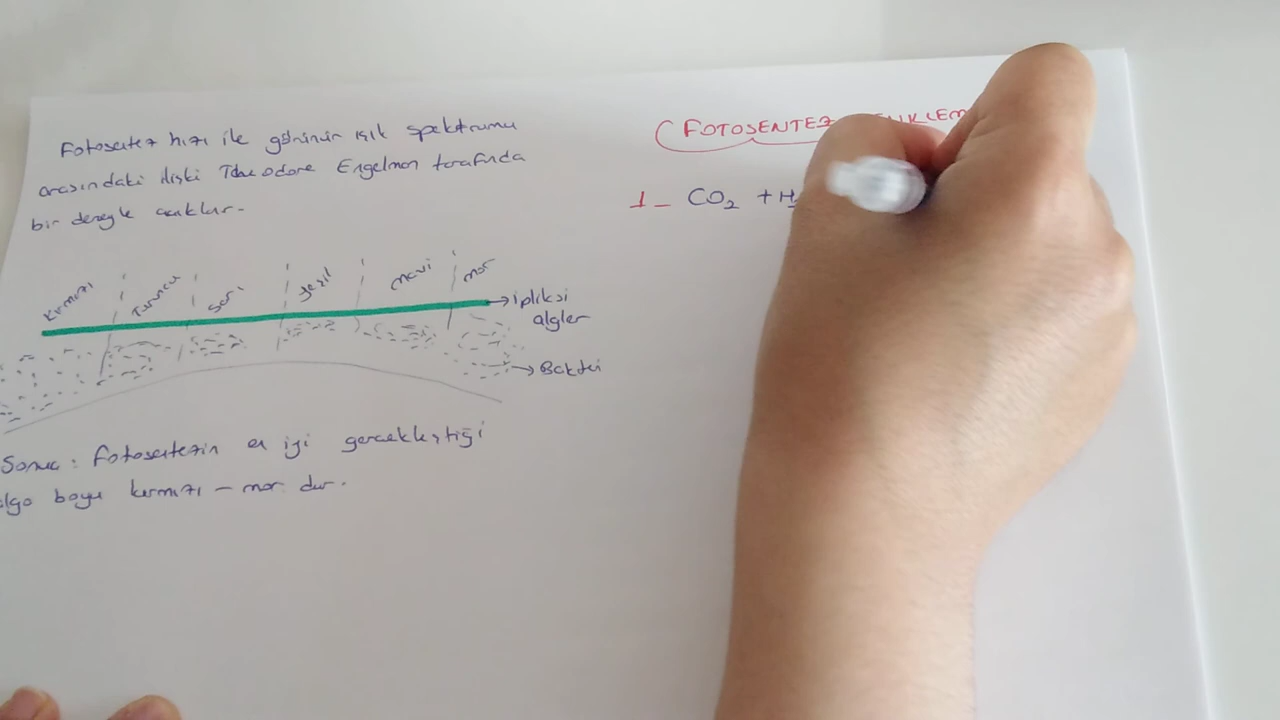 Fotosentez hızı ile görünür ışık spektrumu
arasındaki ilişki Theodore Engelman tarafında
bir deneyle açıklar.
Kırmızı Turuncu Sarı Yeşil mavi mor
→ ipliksi
algler
→ Bakteri
Sonuç: Fotosentezin en iyi gerçekleştiği
dalga boyu kırmızı - mor dur.
FOTOSENTEZ
1- CO₂ + H